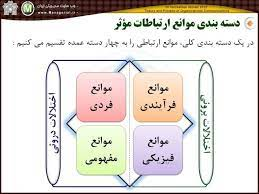 دسته بندی موانع ارتباطات مؤثر
در یک دسته بندی کلی، موانع ارتباطی را به چهار دسته عمده تقسیم می کنیم :
موانع فرآیندی
موانع فردی
موانع فیزیکی
موانع مفهومی
اختلالات بیرونی
اختلالات درونی